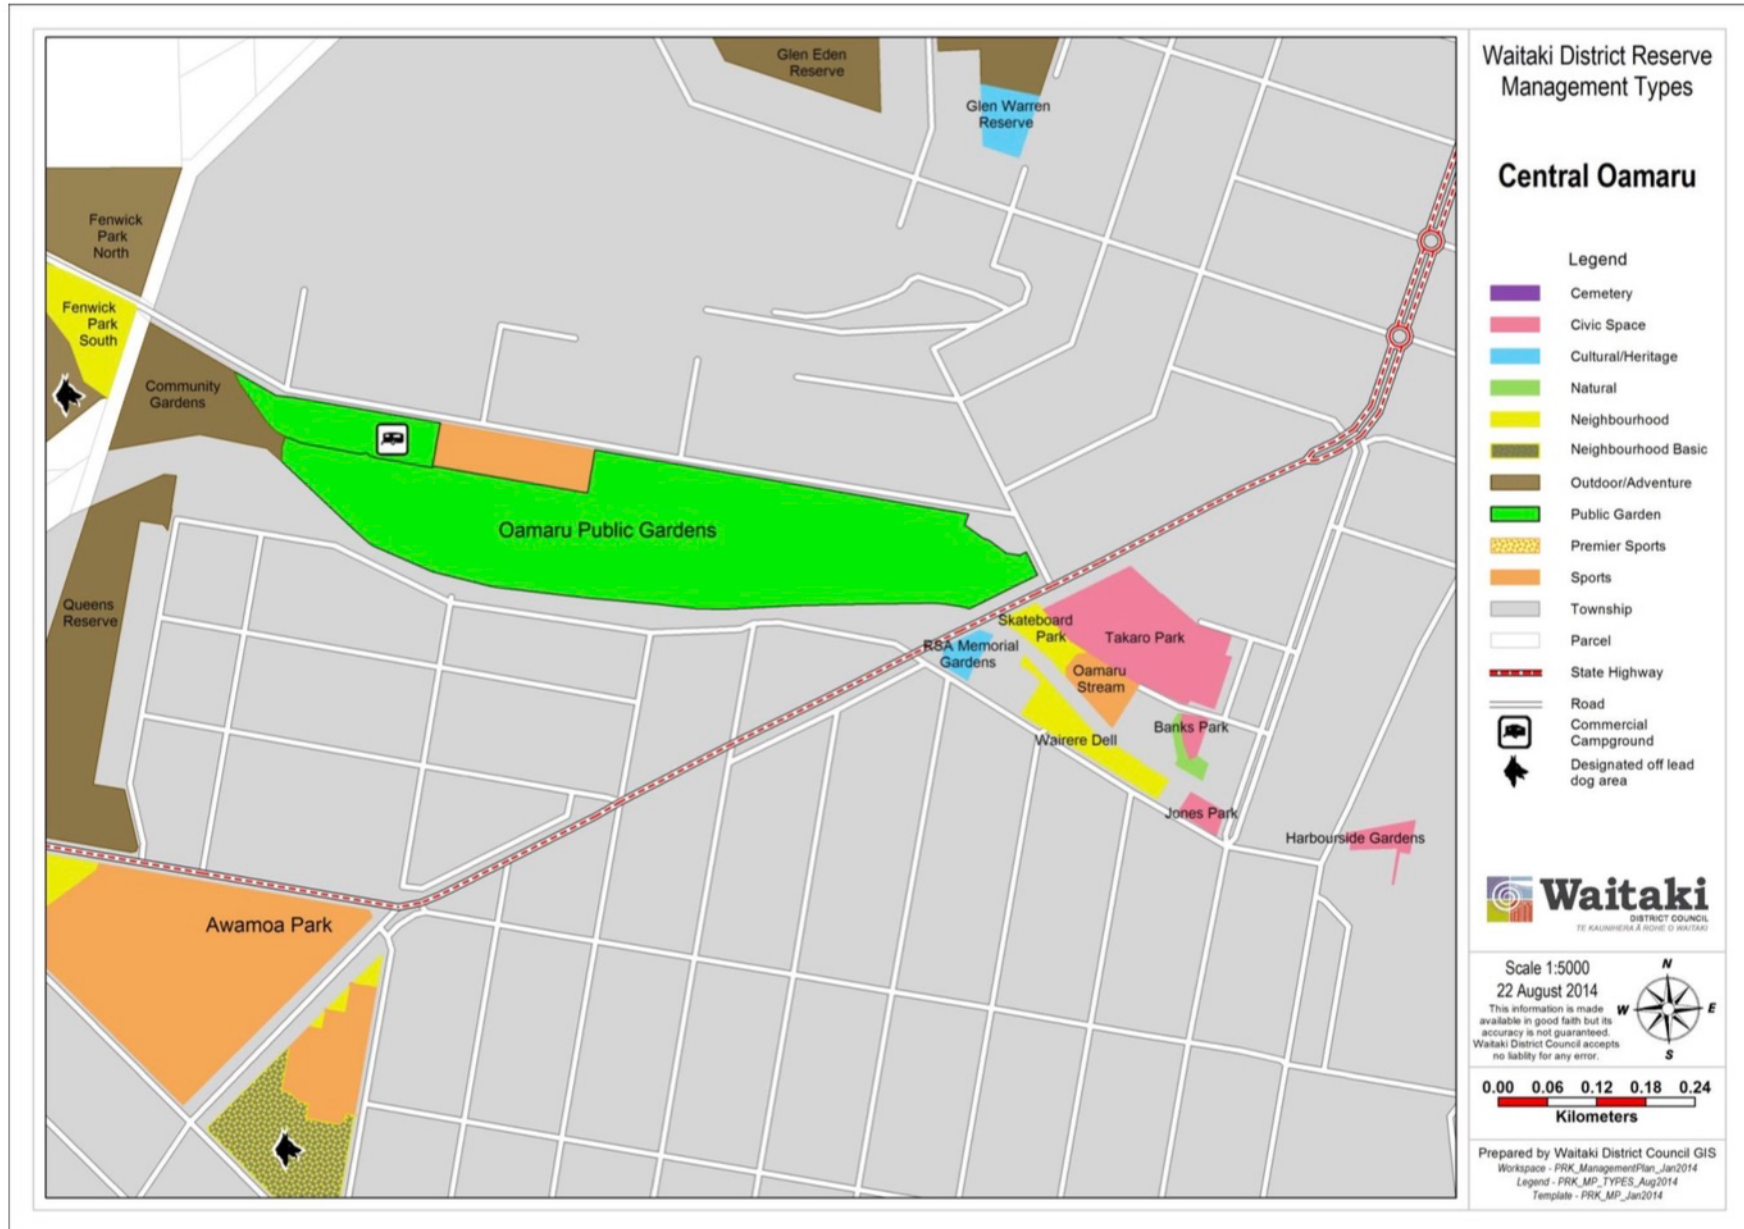 Glen Eden
Reserve
Glen Warren
Reserve
Fenwick
Park
North
Fenwick
Park
South
Community
Gardens
Oamaru Public Gardens
Queens
Reserve
Skateboard
Park
Takaro Park
RSA Memorial
Gardens
Oamaru
Stream
Banks Park
Wairere Dell
Jones Park
Harbourside Gardens
Awamoa Park
Waitaki District Reserve
Management Types
Central Oamaru
Legend
Cemetery
Civic Space
Cultural/Heritage
Natural
Neighbourhood
Neighbourhood Basic
Outdoor/Adventure
Public Garden
Premier Sports
Sports
Township
Parcel
State Highway
Road
Commercial
Campground
Designated off lead
dog area
Waitaki
DISTRICT COUNCIL
TE KAUNIHERA Ā ROHE O WAITAKI
Scale 1:5000
22 August 2014
This information is made
available in good faith but its
accuracy is not guaranteed.
Waitaki District Council accepts
no liablity for any error.
N
W E
S
0.00 0.06 0.12 0.18 0.24
Kilometers
Prepared by Waitaki District Council GIS
Workspace - PRK_ManagementPlan_Jan2014
Legend - PRK_MP_TYPES_Aug2014
Template - PRK_MP_Jan2014